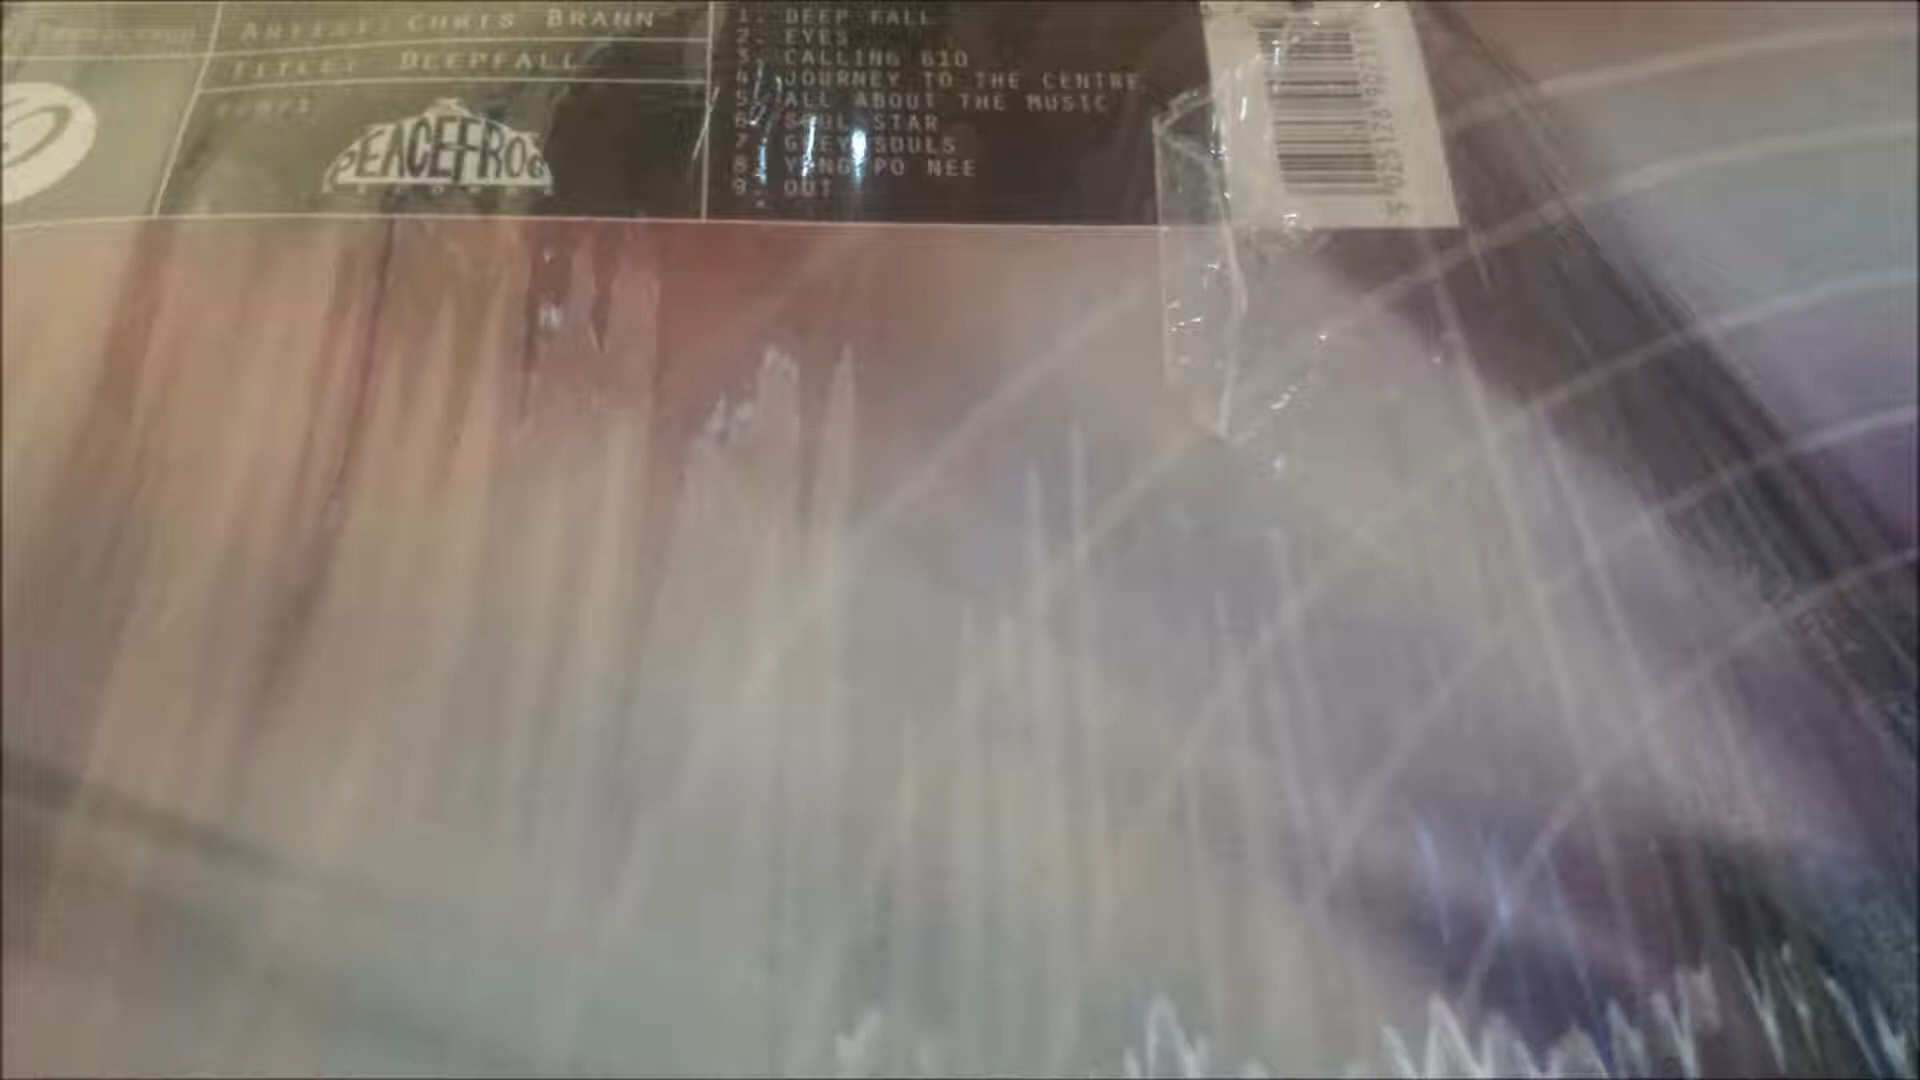 ARTIST: CHRIS BRANN
TITLE: DEEPFALL
PEACEFROG
1. DEEP FALL
2. EYES
3. CALLING 610
4. JOURNEY TO THE CENTRE
5. ALL ABOUT THE MUSIC
6. SOUL STAR
7. GREY SOULS
8. PO NEE
9. OUT